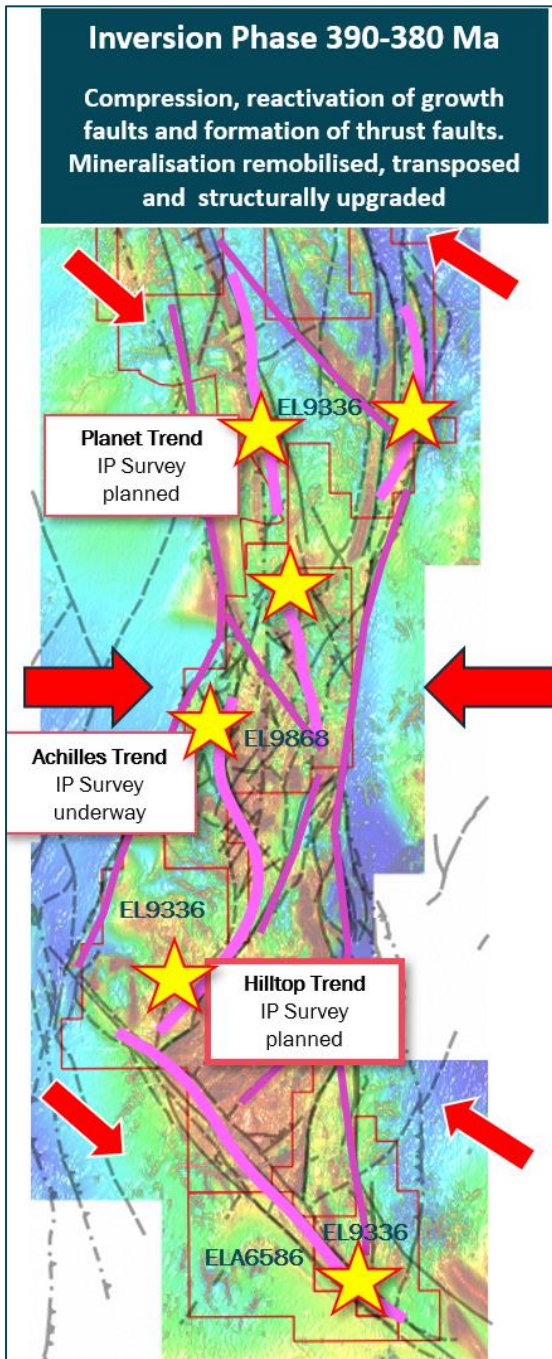 Inversion Phase 390-380 Ma
Compression, reactivation of growth
faults and formation of thrust faults.
Mineralisation remobilised, transposed
and structurally upgraded
EL9336
Planet Trend
IP Survey
planned
EL9868
Achilles Trend
IP Survey
underway
EL9336
Hilltop Trend
IP Survey
planned
EL9336
ELA6586